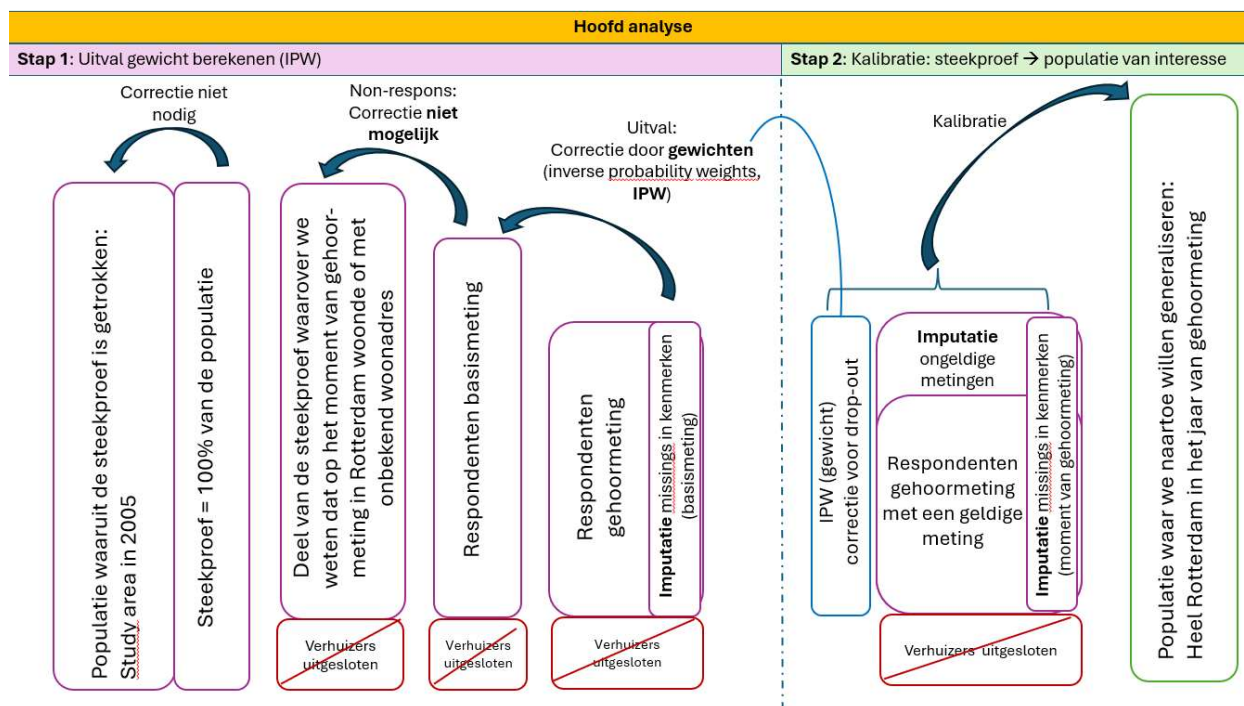 Hoofd analyse
Stap 1: Uitval gewicht berekenen (IPW)
Stap 2: Kalibratie: steekproef → populatie van interesse
Correctie niet
nodig
Non-respons:
Correctie niet
mogelijk
Uitval:
Correctie door gewichten
(inverse probability weights,
IPW)
Kalibratie
Populatie waaruit de steekproef is getrokken:
Study area in 2005
Steekproef = 100% van de populatie
Deel van de steekproef waarover we
weten dat op het moment van gehoor-
meting in Rotterdam woonde of met
onbekend woonadres
Verhuizers
uitgesloten
Respondenten basismeting
Verhuizers
uitgesloten
Respondenten
gehoormeting
Imputatie missings in kenmerken
(basismeting)
Verhuizers
uitgesloten
IPW (gewicht)
correctie voor drop-out
Imputatie
ongeldige
metingen
Respondenten
gehoormeting
met een geldige
meting
Imputatie missings in kenmerken
(moment van gehoormeting)
Verhuizers uitgesloten
Populatie waar we naartoe willen generaliseren:
Heel Rotterdam in het jaar van gehoormeting